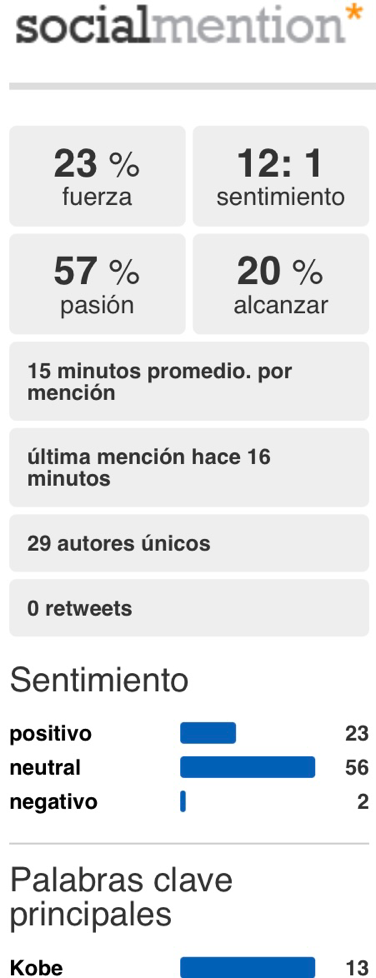 socialmention*
23 % 12: 1
fuerza sentimiento
57 % 20 %
pasión alcanzar
15 minutos promedio. por
mención
última mención hace 16
minutos
29 autores únicos
0 retweets
Sentimiento
positivo 23
neutral 56
negativo 2
Palabras clave
principales
Kobe 13